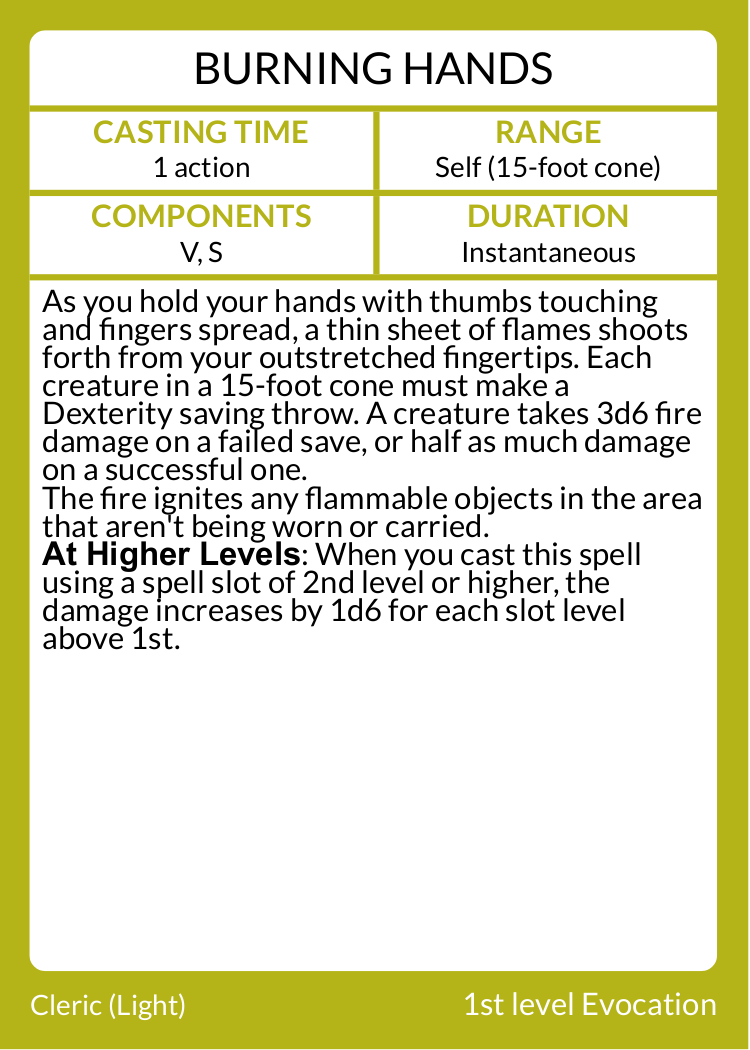 BURNING HANDS
CASTING TIME
1 action
RANGE
Self (15-foot cone)
COMPONENTS
V, S
DURATION
Instantaneous
As you hold your hands with thumbs touching
and fingers spread, a thin sheet of flames shoots
forth from your outstretched fingertips. Each
creature in a 15-foot cone must make a
Dexterity saving throw. A creature takes 3d6 fire
damage on a failed save, or half as much damage
on a successful one.
The fire ignites any flammable objects in the area
that aren't being worn or carried.
At Higher Levels: When you cast this spell
using a spell slot of 2nd level or higher, the
damage increases by 1d6 for each slot level
above 1st.
Cleric (Light)
1st level Evocation